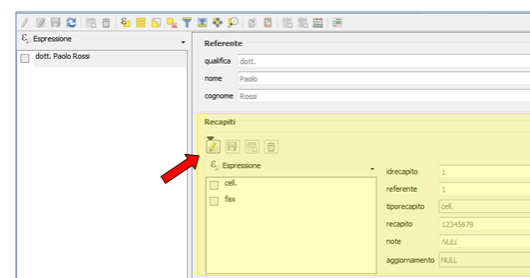 Espressione
dott. Paolo Rossi
Referente
qualifica dott.
nome Paolo
cognome Rossi
Recapiti
Espressione
cell.
fax
idrecapito 1
referente 1
tiporecapito cell.
recapito 12345678
note NULL
aggiornamento NULL